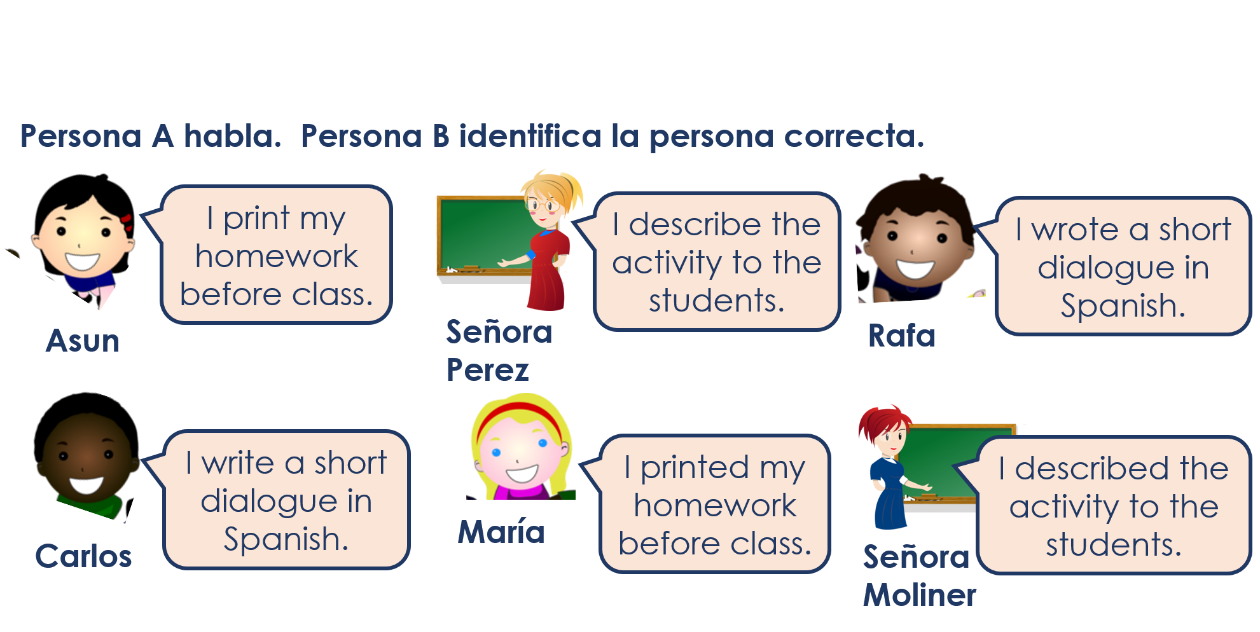 Persona A habla.  Persona B identifica la persona correcta.
I print my
homework
before class.
Asun
I describe the
activity to the
students.
Señora
Perez
I wrote a short
dialogue in
Spanish.
Rafa
I write a short
dialogue in
Spanish.
Carlos
I printed my
homework
before class.
María
I described the
activity to the
students.
Señora
Moliner